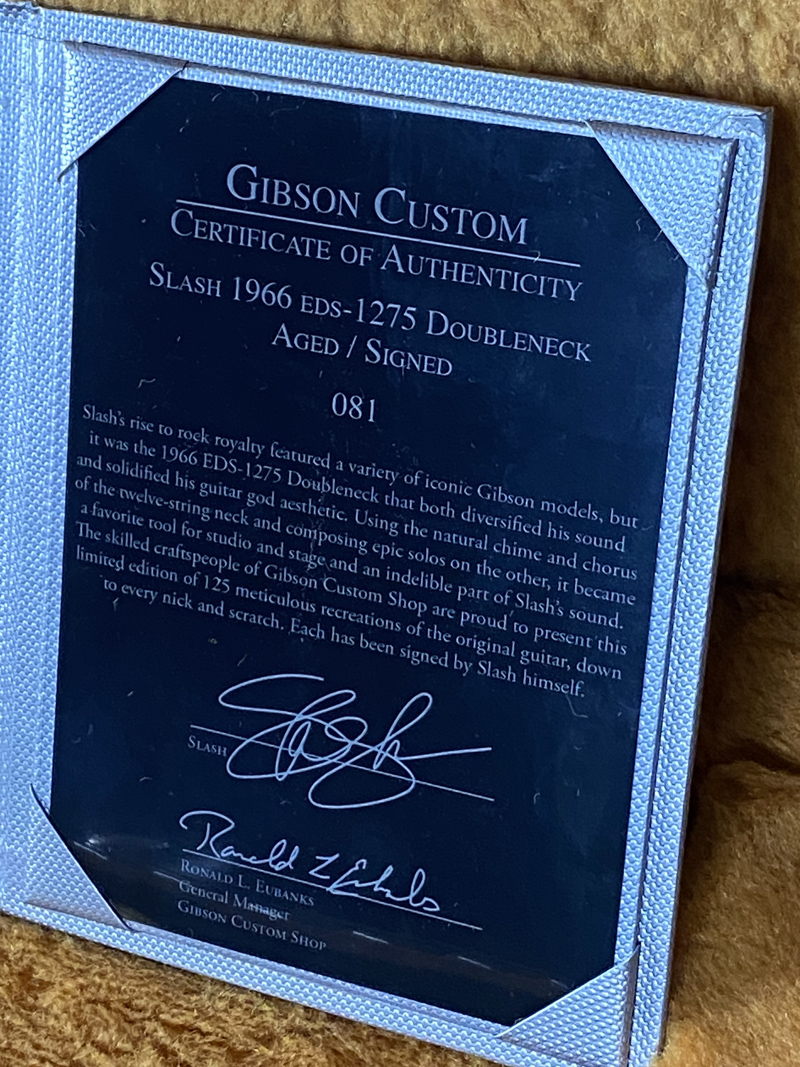 GIBSON CUSTOM
CERTIFICATE OF AUTHENTICITY
SLASH 1966 EDS-1275 DOUBLENECK
AGED / SIGNED
081
Slash's rise to rock royalty featured a variety of iconic Gibson models, but
it was the 1966 EDS-1275 Doubleneck that both diversified his sound
and solidified his guitar god aesthetic. Using the natural chime and chorus
of the twelve-string neck and composing epic solos on the other, it became
a favorite tool for studio and stage and an indelible part of Slash's sound.
The skilled craftspeople of Gibson Custom Shop are proud to present this
limited edition of 125 meticulous recreations of the original guitar, down
to every nick and scratch. Each has been signed by Slash himself.
Slash
SLASH
Ronald L Eubanks
RONALD L. EUBANKS
General Manager
GIBSON CUSTOM SHOP